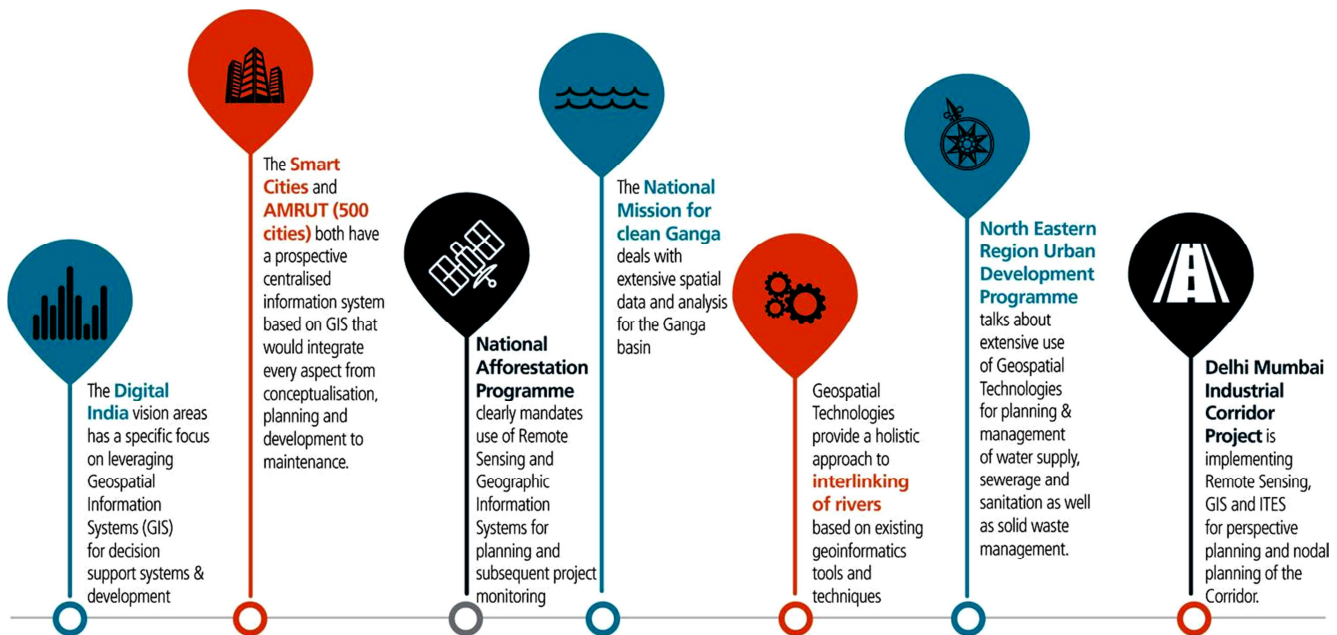 The Digital
India vision areas
has a specific focus
on leveraging
Geospatial
Information
Systems (GIS)
for decision
support systems &
development
The Smart
Cities and
AMRUT (500
cities) both have
a prospective
centralised
information system
based on GIS that
would integrate
every aspect from
conceptualisation,
planning and
development to
maintenance.
National
Afforestation
Programme
clearly mandates
use of Remote
Sensing and
Geographic
Information
Systems for
planning and
subsequent project
monitoring
The National
Mission for
clean Ganga
deals with
extensive spatial
data and analysis
for the Ganga
basin
Geospatial
Technologies
provide a holistic
approach to
interlinking
of rivers
based on existing
geoinformatics
tools and
techniques
North Eastern
Region Urban
Development
Programme
talks about
extensive use
of Geospatial
Technologies
for planning &
management
of water supply,
sewerage and
sanitation as well
as solid waste
management.
Delhi Mumbai
Industrial
Corridor
Project is
implementing
Remote Sensing,
GIS and ITES
for perspective
planning and nodal
planning of the
Corridor.